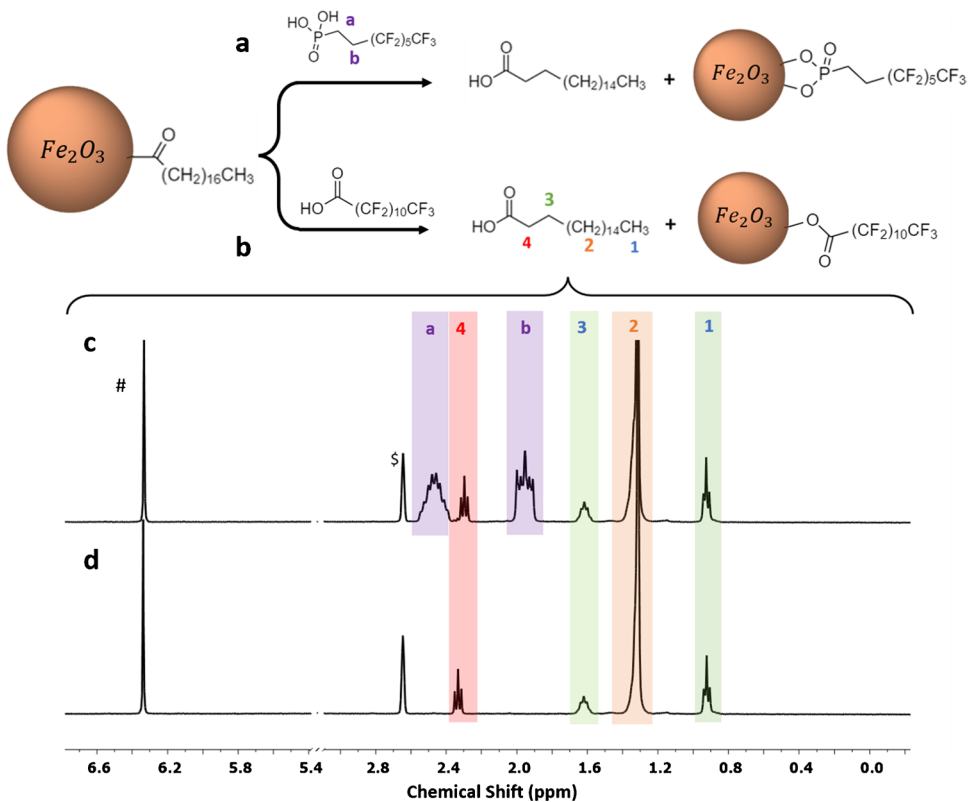 a
HO
OH
a
P
O
b
(CF2)5CF3
O
HO
(CH2)14CH3
+
Fe2O3
O
O
P
O
(CF2)5CF3
Fe2O3
O
(CH2)16CH3
O
HO
(CF2)10CF3
b
O
HO
3
(CH2)14CH3
4
2
1
+
Fe2O3
O
O
(CF2)10CF3
c
a
4
b
3
2
1
#
$
d
6.6 6.2 5.8 5.4 2.8 2.4 2.0 1.6 1.2 0.8 0.4 0.0
Chemical Shift (ppm)